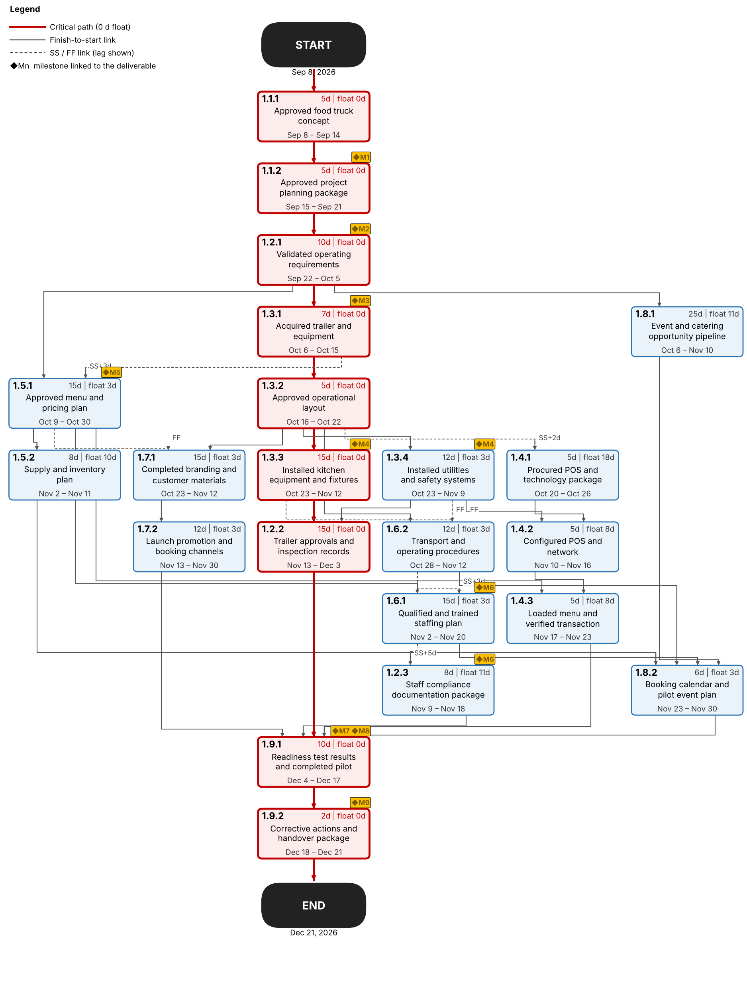 Legend
Critical path (0 d float)
Finish-to-start link
SS / FF link (lag shown)
◆Mn milestone linked to the deliverable
START
Sep 8, 2026
1.1.1 5d | float 0d
Approved food truck
concept
Sep 8 – Sep 14
◆M1
1.1.2 5d | float 0d
Approved project
planning package
Sep 15 – Sep 21
◆M2
1.2.1 10d | float 0d
Validated operating
requirements
Sep 22 – Oct 5
◆M3
1.3.1 7d | float 0d
Acquired trailer and
equipment
Oct 6 – Oct 15
1.8.1 25d | float 11d
Event and catering
opportunity pipeline
Oct 6 – Nov 10
SS+3d
◆M5
1.5.1 15d | float 3d
Approved menu and
pricing plan
Oct 9 – Oct 30
1.3.2 5d | float 0d
Approved operational
layout
Oct 16 – Oct 22
FF
SS+2d
1.5.2 8d | float 10d
Supply and inventory
plan
Nov 2 – Nov 11
1.7.1 15d | float 3d
Completed branding and
customer materials
Oct 23 – Nov 12
◆M4
1.3.3 15d | float 0d
Installed kitchen
equipment and fixtures
Oct 23 – Nov 12
◆M4
1.3.4 12d | float 3d
Installed utilities
and safety systems
Oct 23 – Nov 9
1.4.1 5d | float 18d
Procured POS and
technology package
Oct 20 – Oct 26
FF
FF
1.7.2 12d | float 3d
Launch promotion and
booking channels
Nov 13 – Nov 30
1.2.2 15d | float 0d
Trailer approvals and
inspection records
Nov 13 – Dec 3
1.6.2 12d | float 3d
Transport and
operating procedures
Oct 28 – Nov 12
1.4.2 5d | float 8d
Configured POS and
network
Nov 10 – Nov 16
SS+3d
◆M6
1.6.1 15d | float 3d
Qualified and trained
staffing plan
Nov 2 – Nov 20
1.4.3 5d | float 8d
Loaded menu and
verified transaction
Nov 17 – Nov 23
SS+5d
◆M6
1.2.3 8d | float 11d
Staff compliance
documentation package
Nov 9 – Nov 18
1.8.2 6d | float 3d
Booking calendar and
pilot event plan
Nov 23 – Nov 30
◆M7 ◆M8
1.9.1 10d | float 0d
Readiness test results
and completed pilot
Dec 4 – Dec 17
◆M9
1.9.2 2d | float 0d
Corrective actions and
handover package
Dec 18 – Dec 21
END
Dec 21, 2026